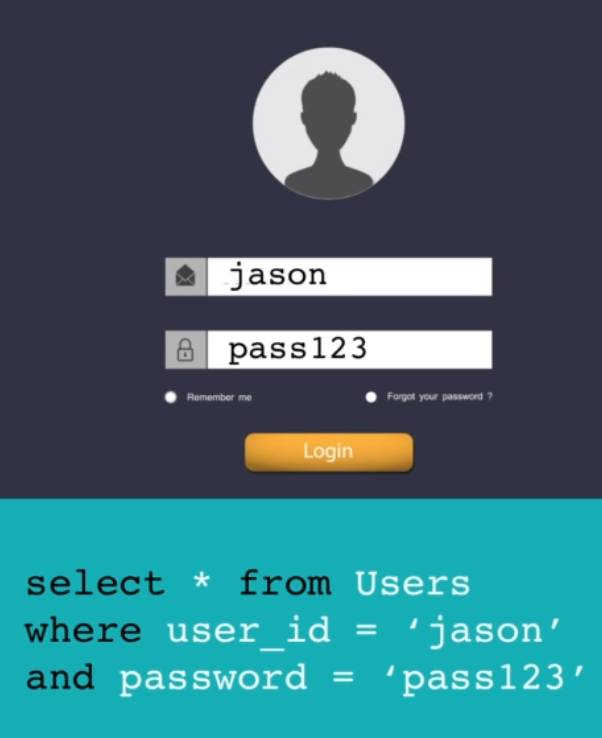 jason
pass123
Remember me Forgot your password ?
Login
select * from Users
where user_id = ‘jason’
and password = ‘pass123’